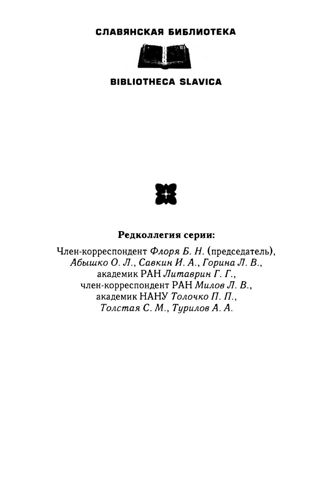 СЛАВЯНСКАЯ БИБЛИОТЕКА
BIBLIOTHECA SLAVICA
Редколлегия серии:
Член-корреспондент Флоря Б. Н. (председатель),
Абышко О. Л., Савкин И. А., Горина Л. В.,
академик РАН Литаврин Г. Г.,
член-корреспондент РАН Милов Л. В.,
академик НАНУ Толочко П. П.,
Толстая С. М., Турилов А. А.